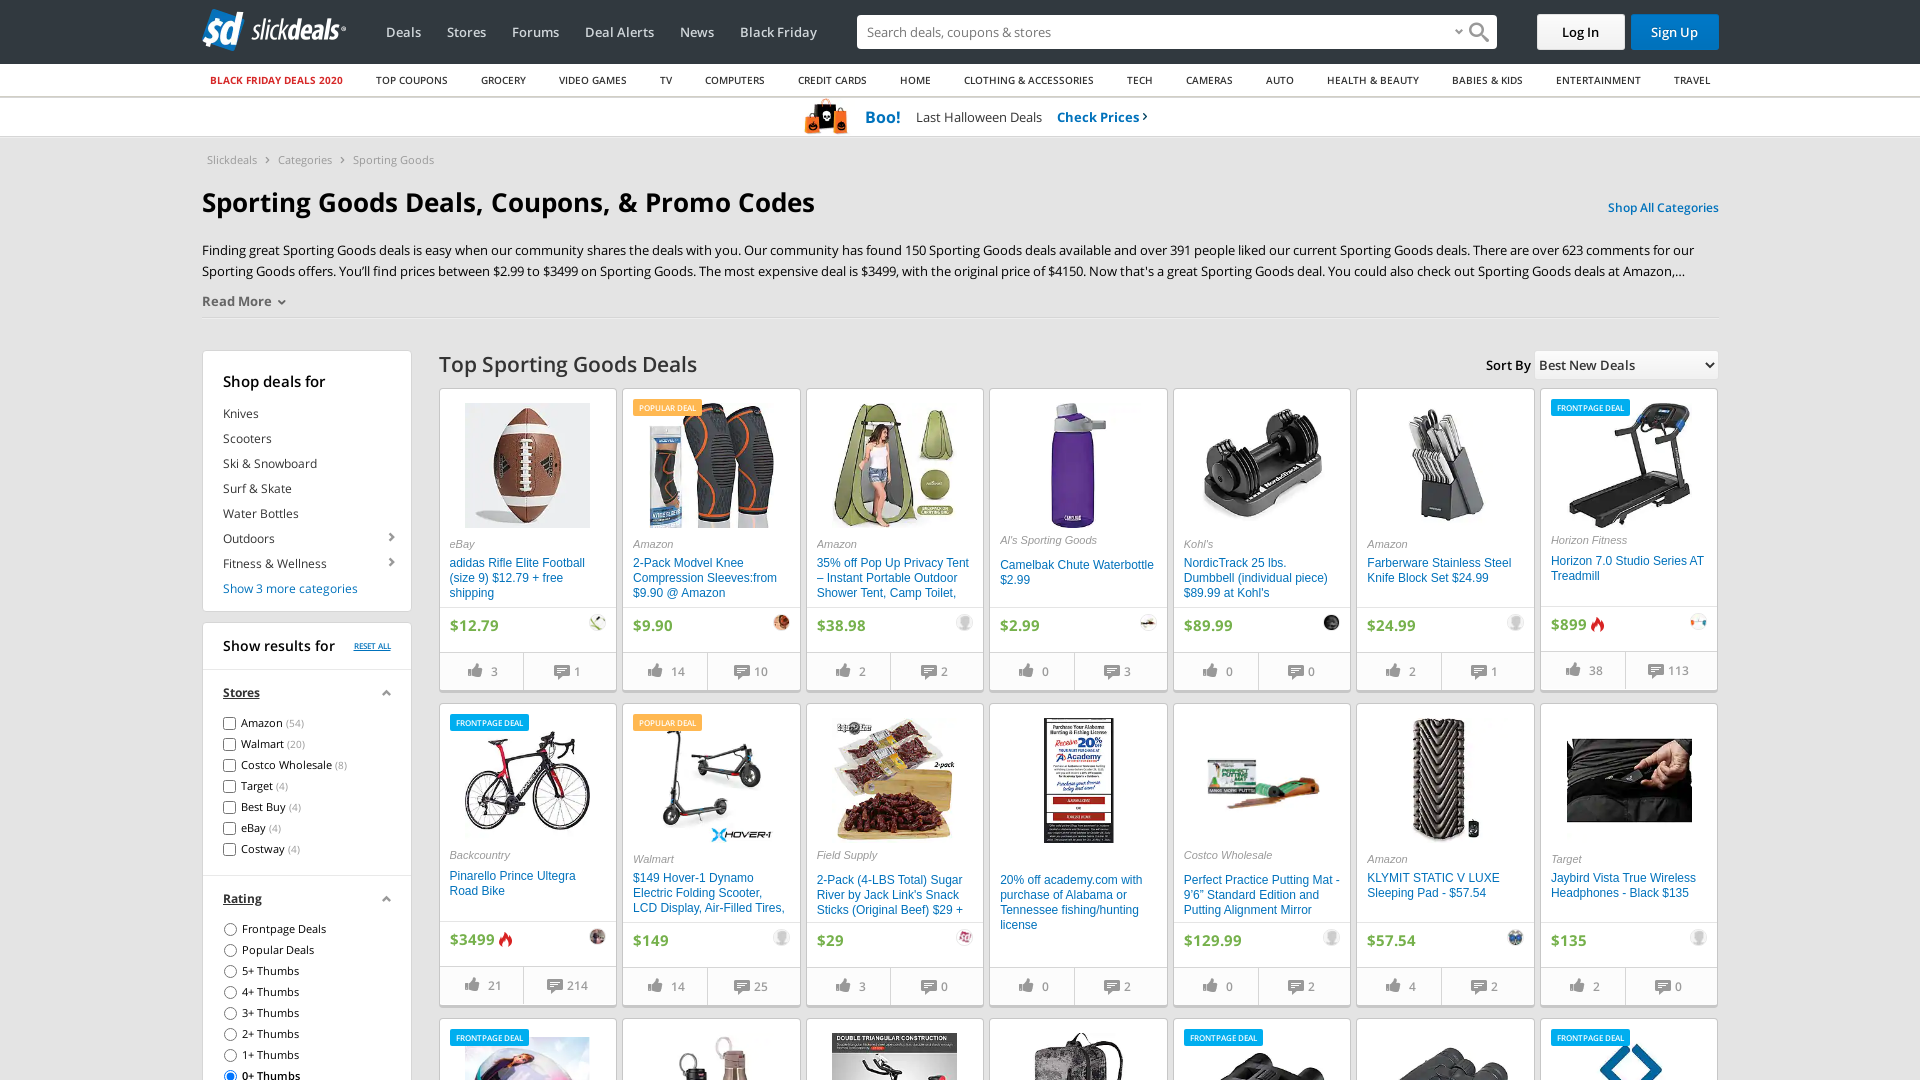 sd slickdeals
Deals
Stores
Forums
Deal Alerts
News
Black Friday
Search deals, coupons & stores
Log In
Sign Up
BLACK FRIDAY DEALS 2020
TOP COUPONS
GROCERY
VIDEO GAMES
TV
COMPUTERS
CREDIT CARDS
HOME
CLOTHING & ACCESSORIES
TECH
CAMERAS
AUTO
HEALTH & BEAUTY
BABIES & KIDS
ENTERTAINMENT
TRAVEL
Boo! Last Halloween Deals Check Prices
Slickdeals
Categories
Sporting Goods
Sporting Goods Deals, Coupons, & Promo Codes
Shop All Categories
Finding great Sporting Goods deals is easy when our community shares the deals with you. Our community has found 150 Sporting Goods deals available and over 391 people liked our current Sporting Goods deals. There are over 623 comments for our
Sporting Goods offers. You’ll find prices between $2.99 to $3499 on Sporting Goods. The most expensive deal is $3499, with the original price of $4150. Now that's a great Sporting Goods deal. You could also check out Sporting Goods deals at Amazon,...
Read More
Shop deals for
Knives
Scooters
Ski & Snowboard
Surf & Skate
Water Bottles
Outdoors
Fitness & Wellness
Show 3 more categories
Show results for
RESET ALL
Stores
Amazon (54)
Walmart (20)
Costco Wholesale (8)
Target (4)
Best Buy (4)
eBay (4)
Costway (4)
Rating
Frontpage Deals
Popular Deals
5+ Thumbs
4+ Thumbs
3+ Thumbs
2+ Thumbs
1+ Thumbs
0+ Thumbs
Top Sporting Goods Deals
Sort By
Best New Deals
eBay
adidas Rifle Elite Football
(size 9) $12.79 + free
shipping
$12.79
3
1
POPULAR DEAL
Amazon
2-Pack Modvel Knee
Compression Sleeves:from
$9.90 @ Amazon
$9.90
14
10
Amazon
35% off Pop Up Privacy Tent
– Instant Portable Outdoor
Shower Tent, Camp Toilet,
$38.98
2
2
Al's Sporting Goods
Camelbak Chute Waterbottle
$2.99
$2.99
0
3
NordicTrack
Kohl's
NordicTrack 25 lbs.
Dumbbell (individual piece)
$89.99 at Kohl's
$89.99
0
0
Amazon
Farberware Stainless Steel
Knife Block Set $24.99
$24.99
2
1
FRONTPAGE DEAL
Horizon Fitness
Horizon 7.0 Studio Series AT
Treadmill
$899
38
113
FRONTPAGE DEAL
Backcountry
Pinarello Prince Ultegra
Road Bike
$3499
21
214
POPULAR DEAL
HOVER-1
Walmart
$149 Hover-1 Dynamo
Electric Folding Scooter,
LCD Display, Air-Filled Tires,
$149
14
25
2-pack
Field Supply
2-Pack (4-LBS Total) Sugar
River by Jack Link's Snack
Sticks (Original Beef) $29 +
$29
3
0
Purchase Your Alabama
Hunting & Fishing License
Receive 20%
Academy
20% off academy.com with
purchase of Alabama or
Tennessee fishing/hunting
license
0
2
Costco Wholesale
Perfect Practice Putting Mat -
9’6” Standard Edition and
Putting Alignment Mirror
$129.99
0
2
Amazon
KLYMIT STATIC V LUXE
Sleeping Pad - $57.54
$57.54
4
2
Target
Jaybird Vista True Wireless
Headphones - Black $135
$135
2
0
FRONTPAGE DEAL
DOUBLE TRIANGULAR CONSTRUCTION
FRONTPAGE DEAL
FRONTPAGE DEAL